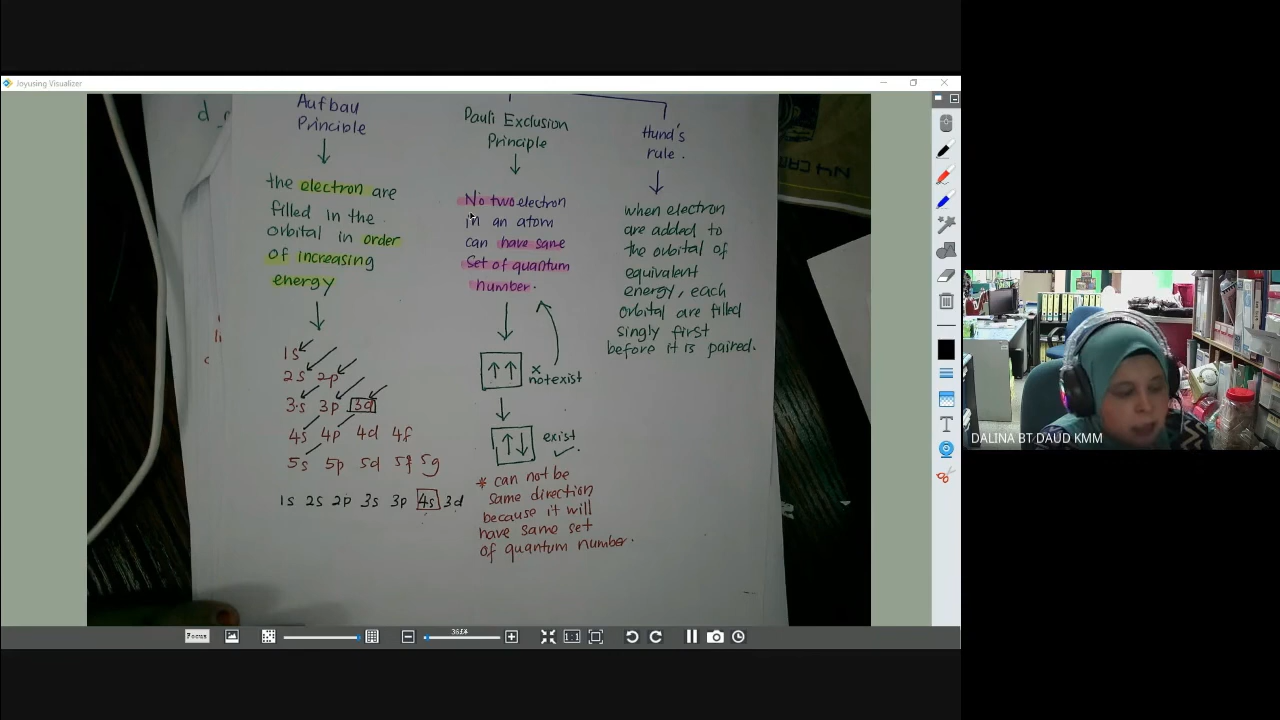 Joyusing Visualizer
d
Aufbau
Principle
the electron are
filled in the
orbital in order
of increasing
energy
1s
2s 2p
3s 3p 3d
4s 4p 4d 4f
5s 5p 5d 5f 5g
1s 2s 2p 3s 3p 4s 3d
Pauli Exclusion
Principle
No two electron
in an atom
can have same
set of quantum
number.
x
not exist
exist
* can not be
same direction
because it will
have same set
of quantum number.
Hund's
rule.
when electron
are added to
the orbital of
equivalent
energy, each
orbital are filled
singly first
before it is paired.
DALINA BT DAUD KMM
T
Focus
1:1